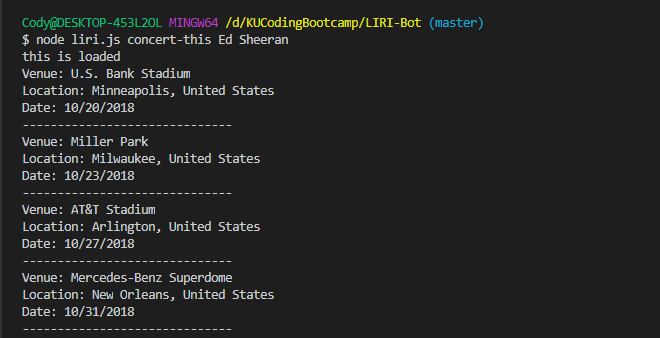 Cody@DESKTOP-453L2OL MINGW64 /d/KUCodingBootcamp/LIRI-Bot (master)
$ node liri.js concert-this Ed Sheeran
this is loaded
Venue: U.S. Bank Stadium
Location: Minneapolis, United States
Date: 10/20/2018
------------------------------
Venue: Miller Park
Location: Milwaukee, United States
Date: 10/23/2018
------------------------------
Venue: AT&T Stadium
Location: Arlington, United States
Date: 10/27/2018
------------------------------
Venue: Mercedes-Benz Superdome
Location: New Orleans, United States
Date: 10/31/2018
------------------------------